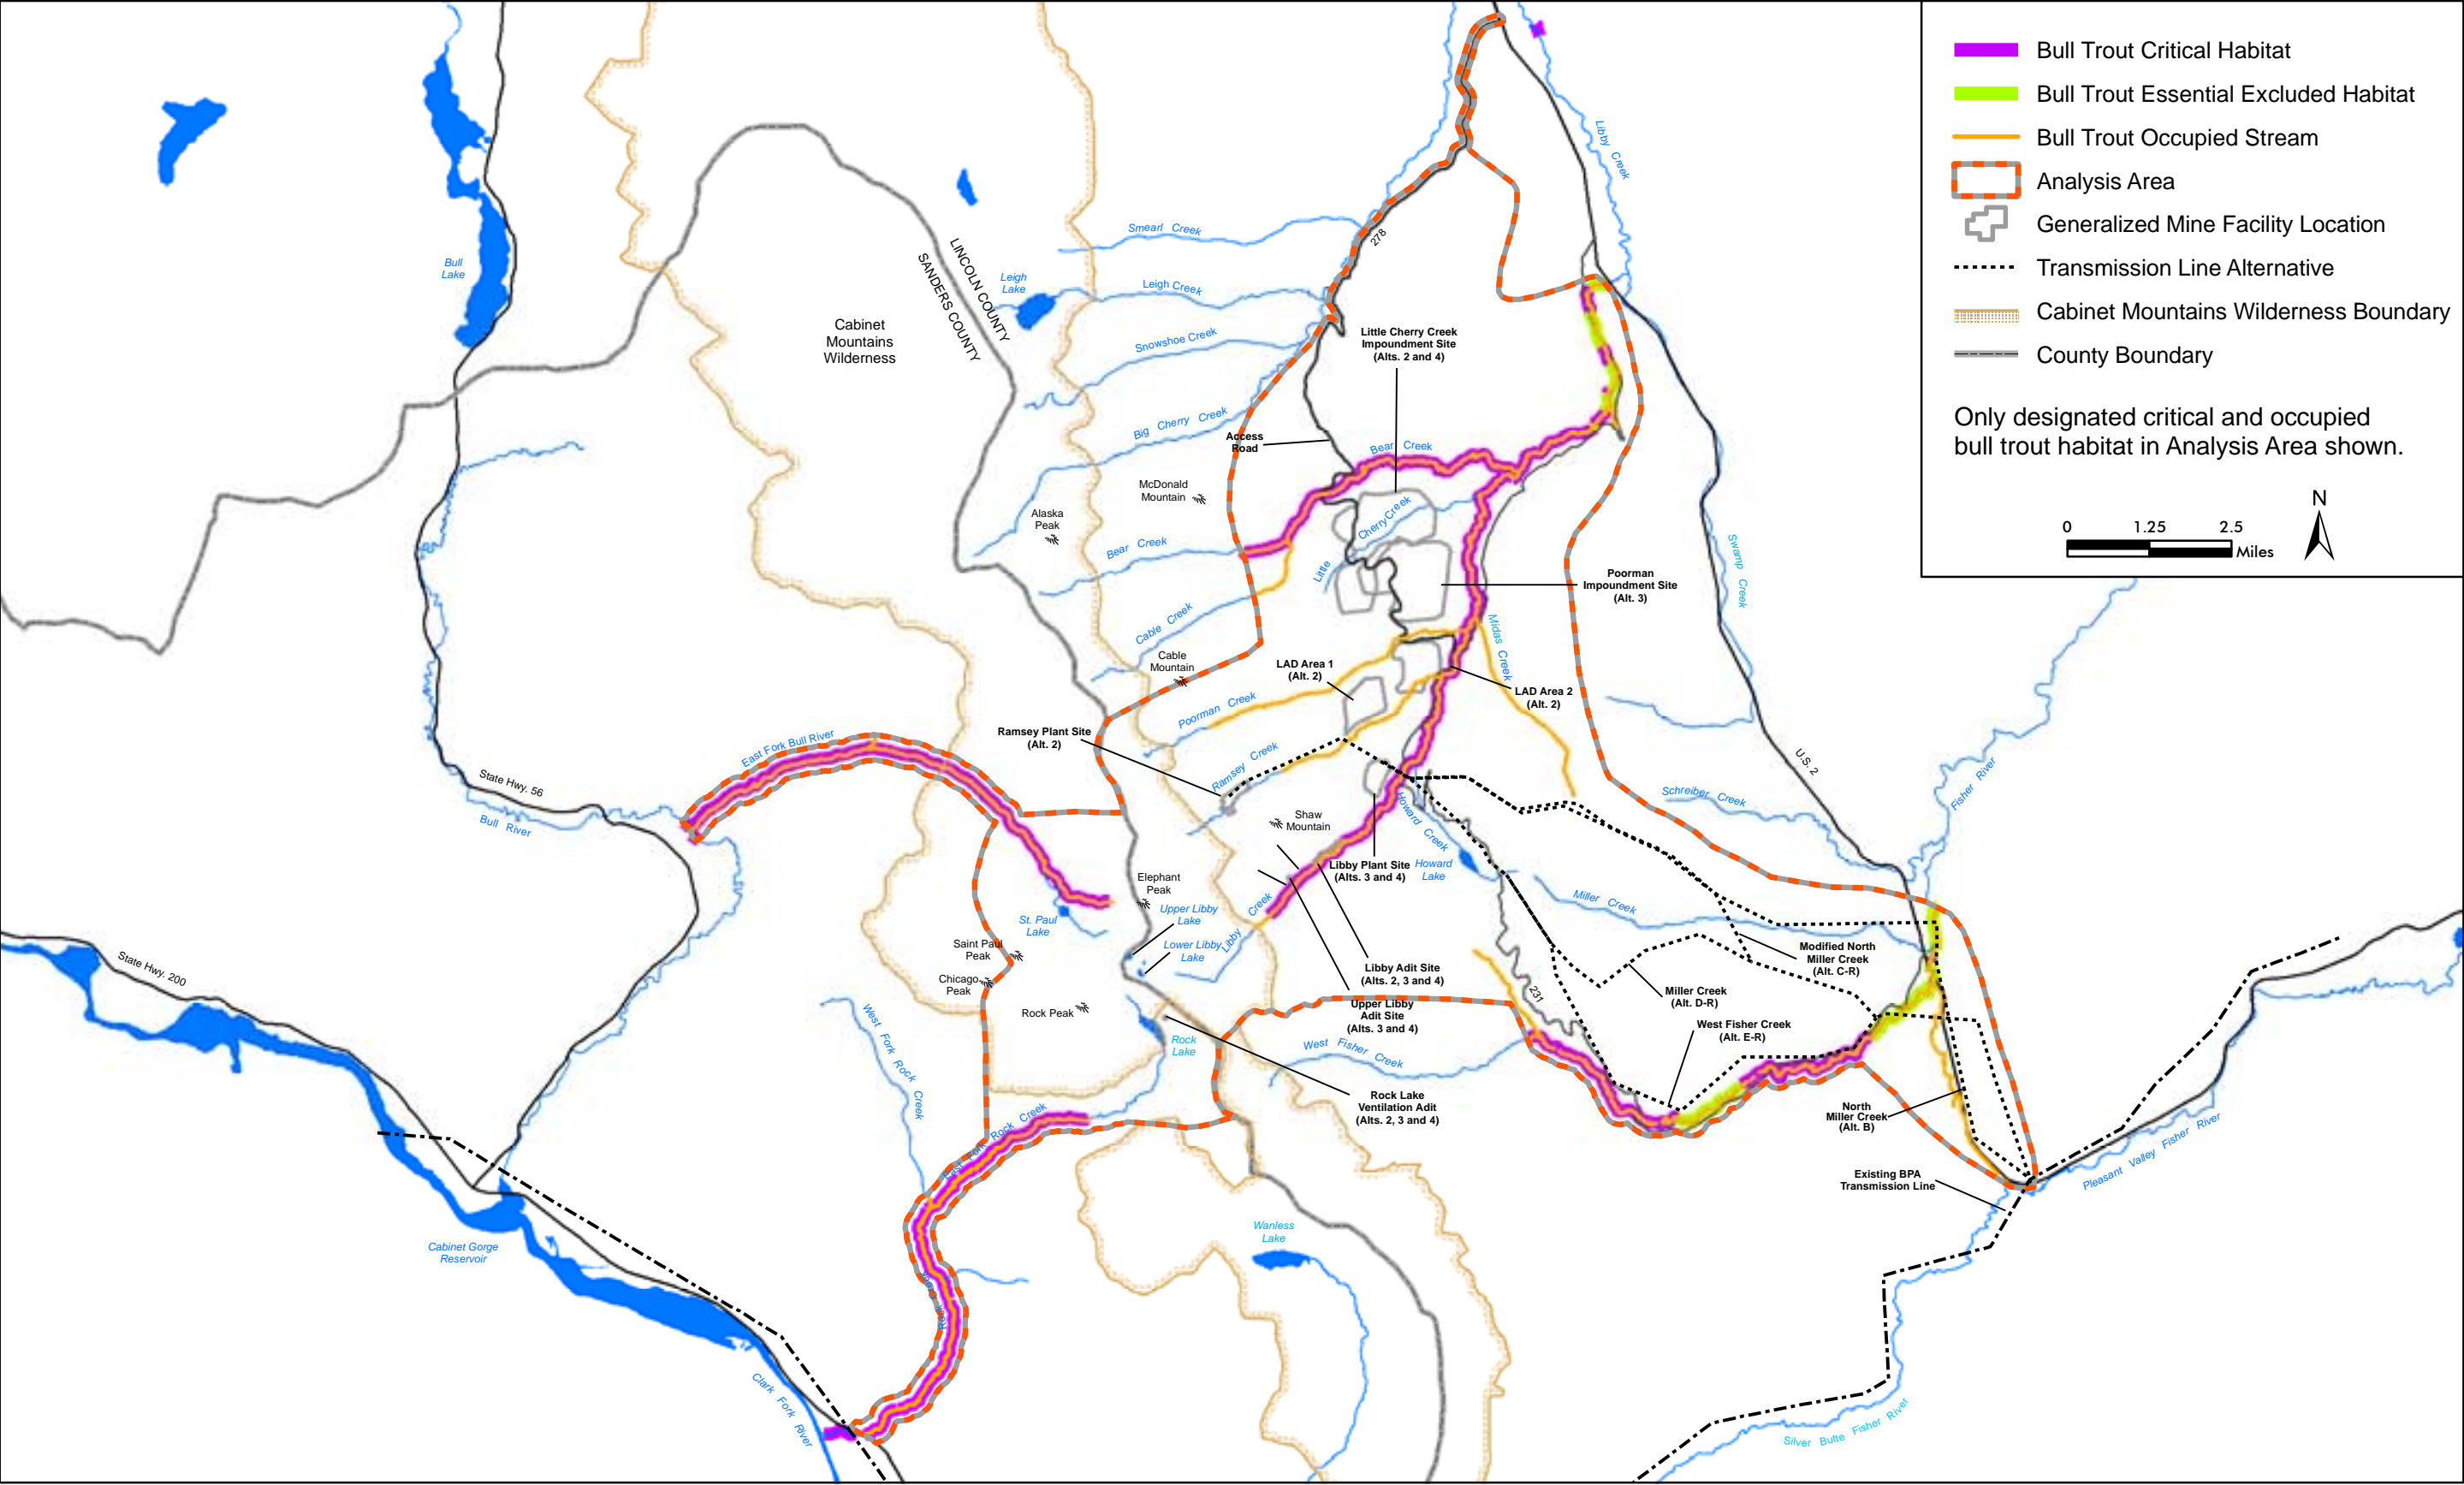 Bull Trout Critical Habitat
Bull Trout Essential Excluded Habitat
Bull Trout Occupied Stream
Analysis Area
Generalized Mine Facility Location
Transmission Line Alternative
Cabinet Mountains Wilderness Boundary
County Boundary
Only designated critical and occupied
bull trout habitat in Analysis Area shown.
N
0 1.25 2.5
Miles
Libby Creek
Smearl Creek
278
LINCOLN COUNTY
SANDERS COUNTY
Bull
Lake
Leigh
Lake
Leigh Creek
Cabinet
Mountains
Wilderness
Snowshoe Creek
Little Cherry Creek
Impoundment Site
(Alts. 2 and 4)
Big Cherry Creek
Access
Road
Bear Creek
McDonald
Mountain
Alaska
Peak
Little Cherry Creek
Bear Creek
Swamp Creek
Poorman
Impoundment Site
(Alt. 3)
Cable Creek
Midas Creek
Cable
Mountain
LAD Area 1
(Alt. 2)
LAD Area 2
(Alt. 2)
Poorman Creek
Ramsey Plant Site
(Alt. 2)
East Fork Bull River
Ramsey Creek
U.S. 2
State Hwy. 56
Bull River
Fisher River
Schreiber Creek
Shaw
Mountain
Howard Creek
Libby Plant Site
(Alts. 3 and 4)
Howard
Lake
Elephant
Peak
Miller Creek
St. Paul
Lake
Upper Libby
Lake
Libby Creek
Lower Libby
Lake
Saint Paul
Peak
Chicago
Peak
Modified North
Miller Creek
(Alt. C-R)
State Hwy. 200
Libby Adit Site
(Alts. 2, 3 and 4)
Miller Creek
(Alt. D-R)
231
Upper Libby
Adit Site
(Alts. 3 and 4)
Rock Peak
West Fork Rock Creek
Rock
Lake
West Fisher Creek
West Fisher Creek
(Alt. E-R)
Rock Lake
Ventilation Adit
(Alts. 2, 3 and 4)
North
Miller Creek
(Alt. B)
East Fork Rock Creek
Existing BPA
Transmission Line
Pleasant Valley Fisher River
Wanless
Lake
Cabinet Gorge
Reservoir
Rock
Clark Fork River
Silver Butte Fisher River